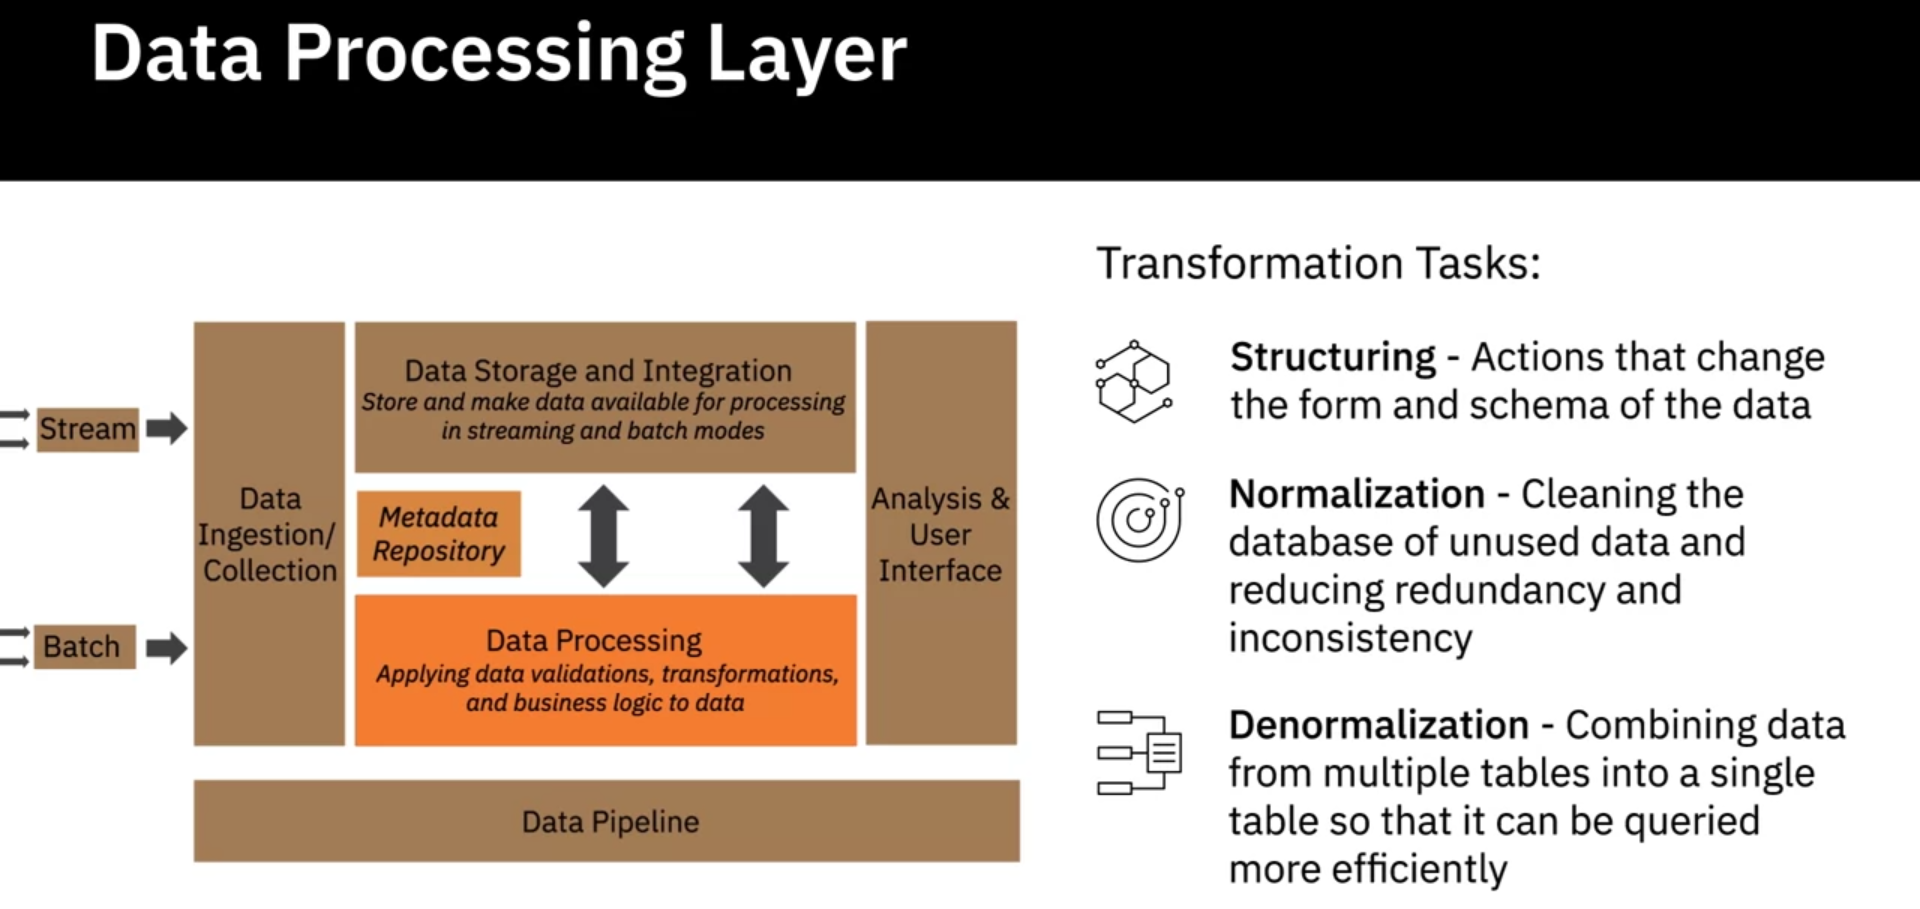 Data Processing Layer
Stream
Batch
Data
Ingestion/
Collection
Data Storage and Integration
Store and make data available for processing
in streaming and batch modes
Metadata
Repository
Data Processing
Applying data validations, transformations,
and business logic to data
Analysis &
User
Interface
Data Pipeline
Transformation Tasks:
Structuring - Actions that change
the form and schema of the data
Normalization - Cleaning the
database of unused data and
reducing redundancy and
inconsistency
Denormalization - Combining data
from multiple tables into a single
table so that it can be queried
more efficiently